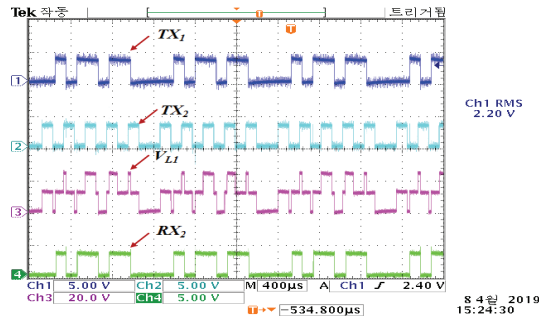 Tek 작동 트리거됨
T
T
TX1
1
Ch1 RMS
2.20 V
TX2
2
VL1
3
RX2
4
Ch1 5.00 V Ch2 5.00 V M 400µs A Ch1 2.40 V
Ch3 20.0 V Ch4 5.00 V
T→▼ −534.800µs
8 4월 2019
15:24:30